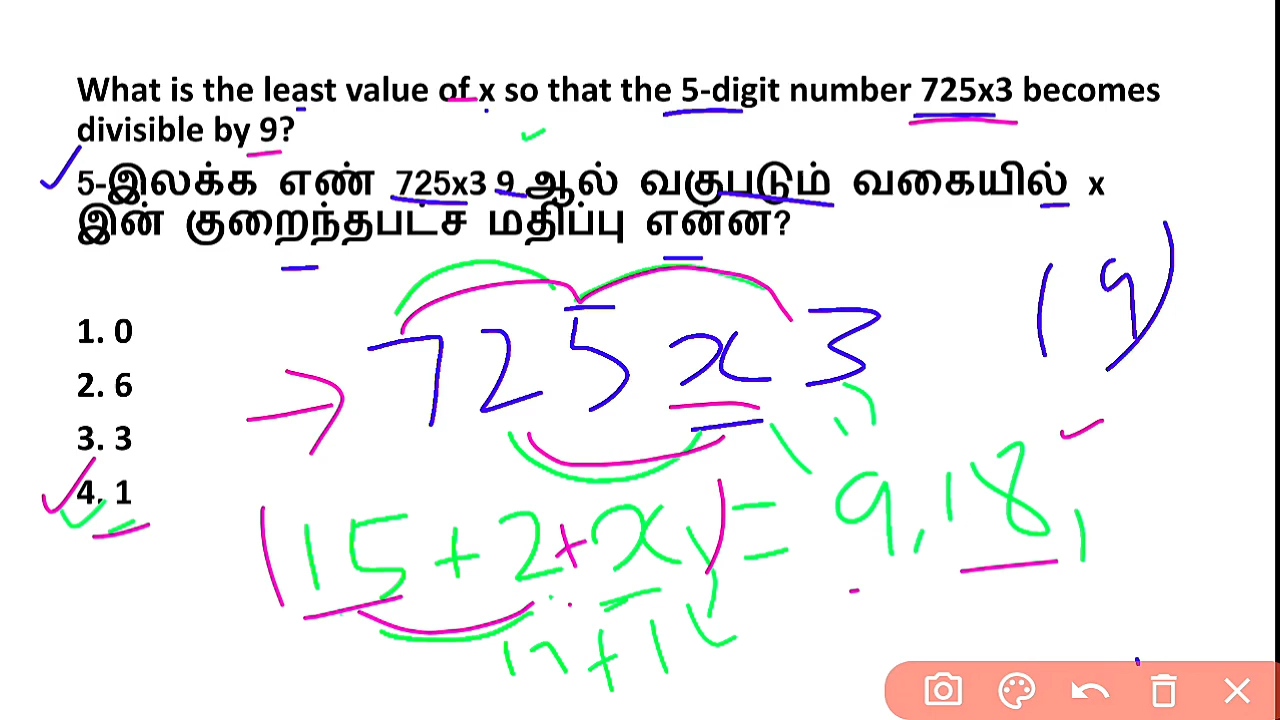 What is the least value of x so that the 5-digit number 725x3 becomes
divisible by 9?
5-இலக்க எண் 725x3 9 ஆல் வகுபடும் வகையில் x
இன் குறைந்தபட்ச மதிப்பு என்ன?
1. 0
2. 6
3. 3
4. 1
725x3
(9)
(15+2+x) = 9,18,
17+1